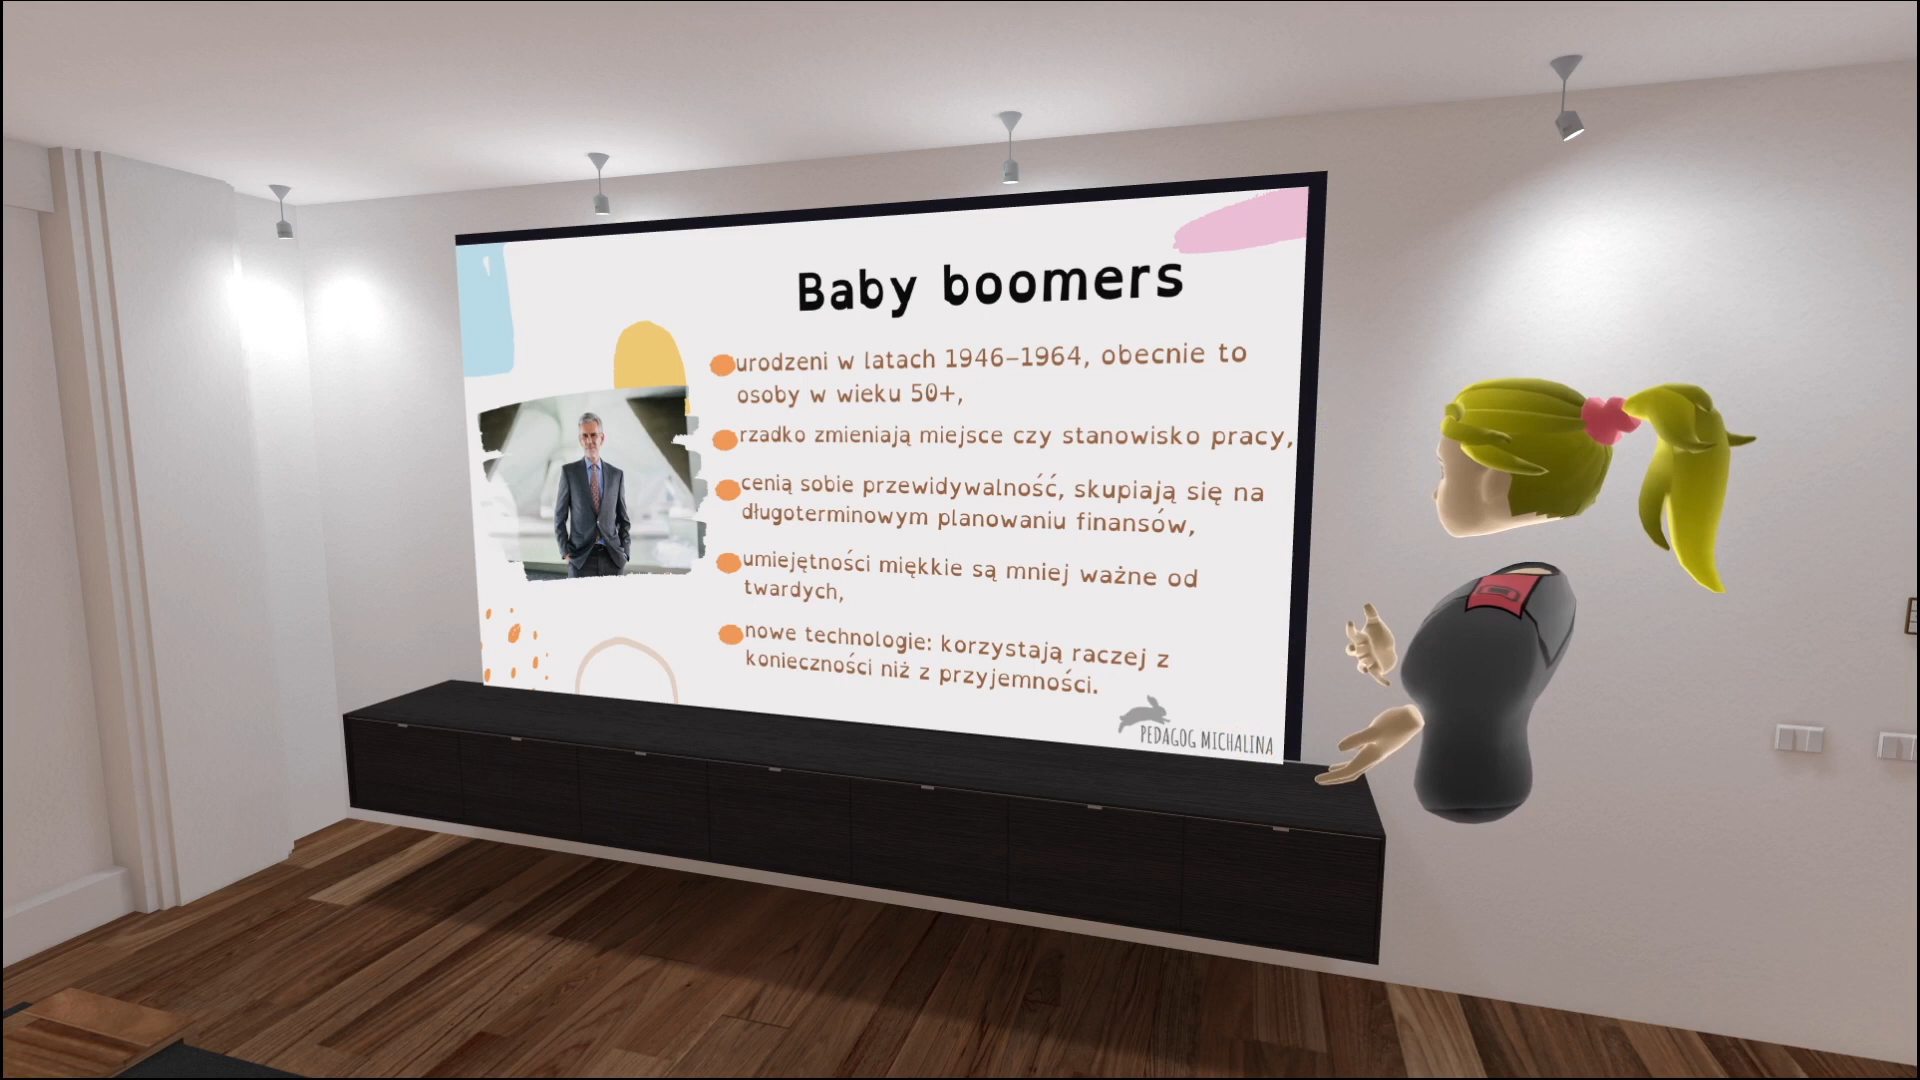 Baby boomers
urodzeni w latach 1946-1964, obecnie to
osoby w wieku 50+,
rzadko zmieniają miejsce czy stanowisko pracy,
cenią sobie przewidywalność, skupiają się na
długoterminowym planowaniu finansów,
umiejętności miękkie są mniej ważne od
twardych,
nowe technologie: korzystają raczej z
konieczności niż z przyjemności.
PEDAGOG MICHALINA